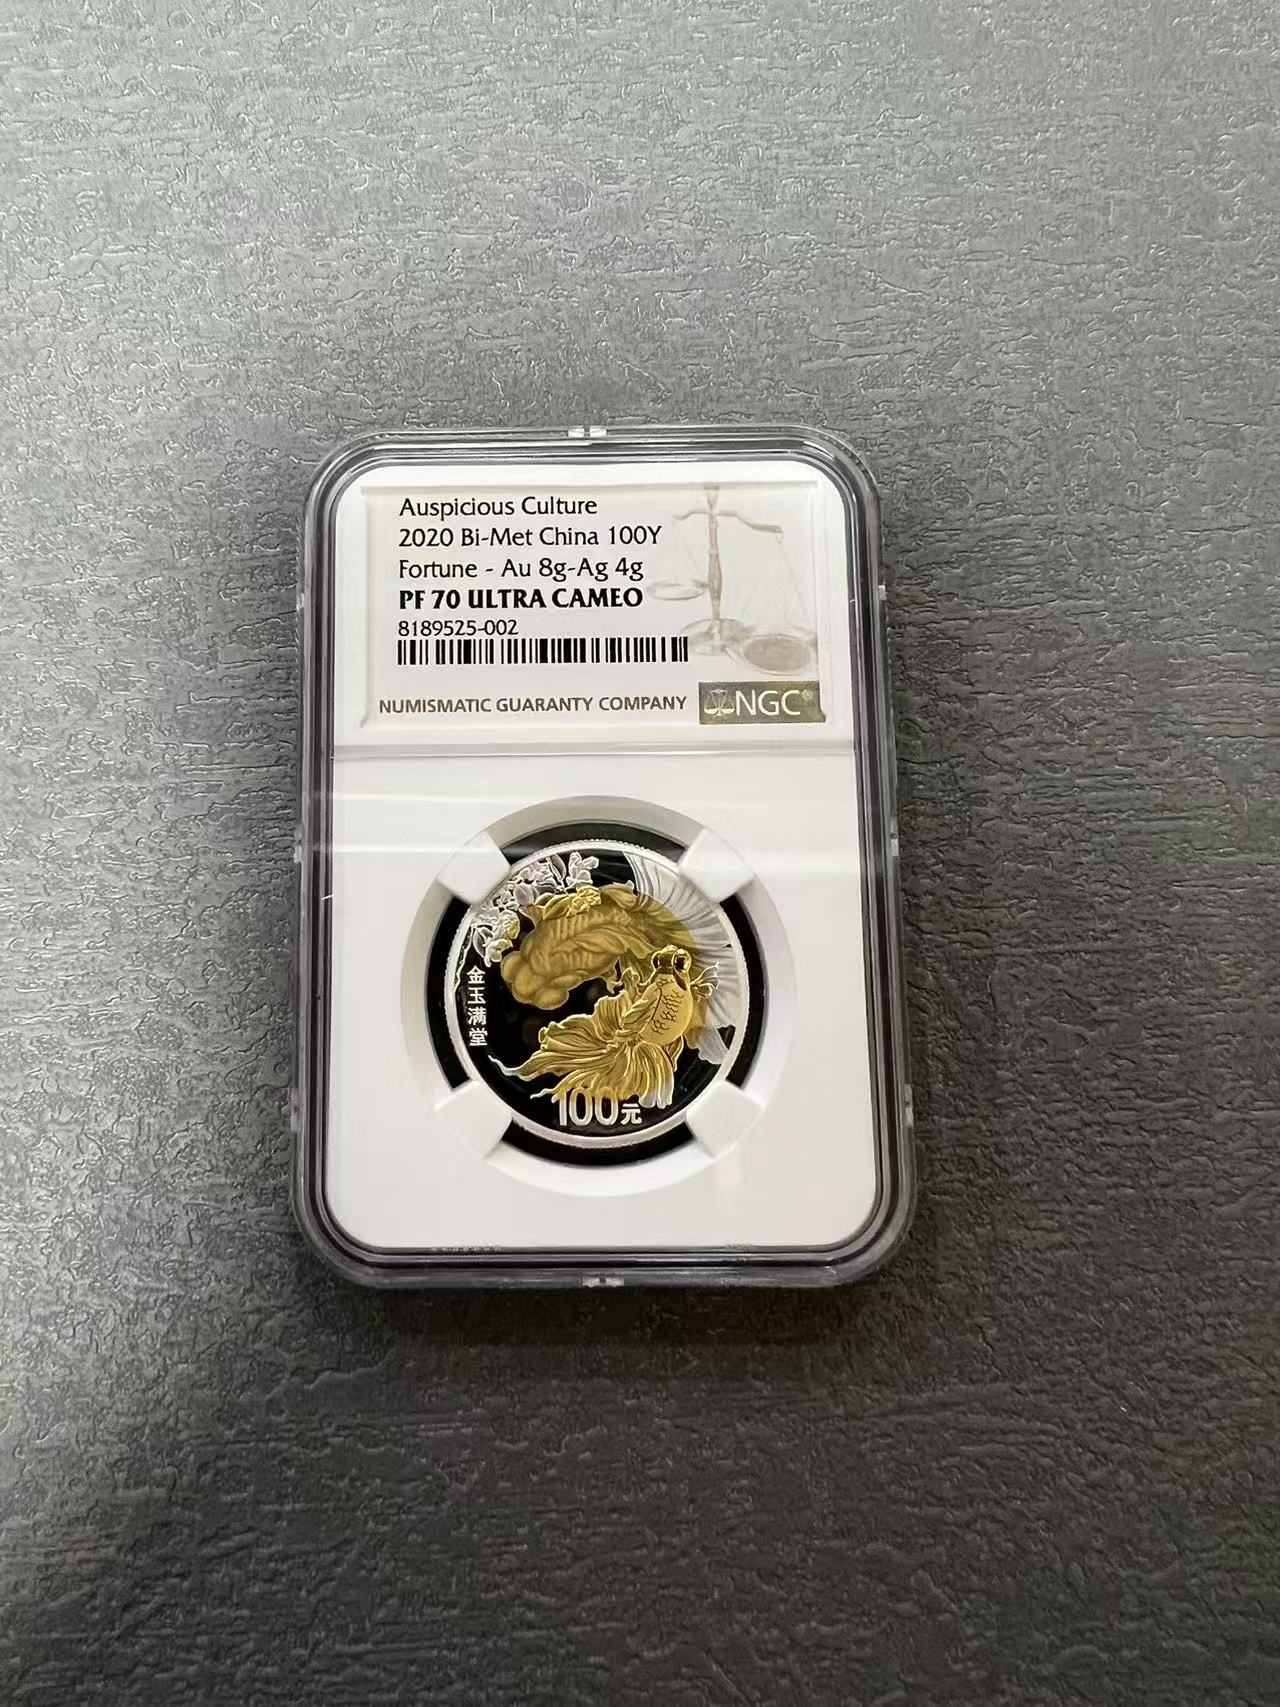 Auspicious Culture
2020 Bi-Met China 100Y
Fortune - Au 8g-Ag 4g
PF 70 ULTRA CAMEO
8189525-002
NUMISMATIC GUARANTY COMPANY
NGC®
金玉满堂
100元